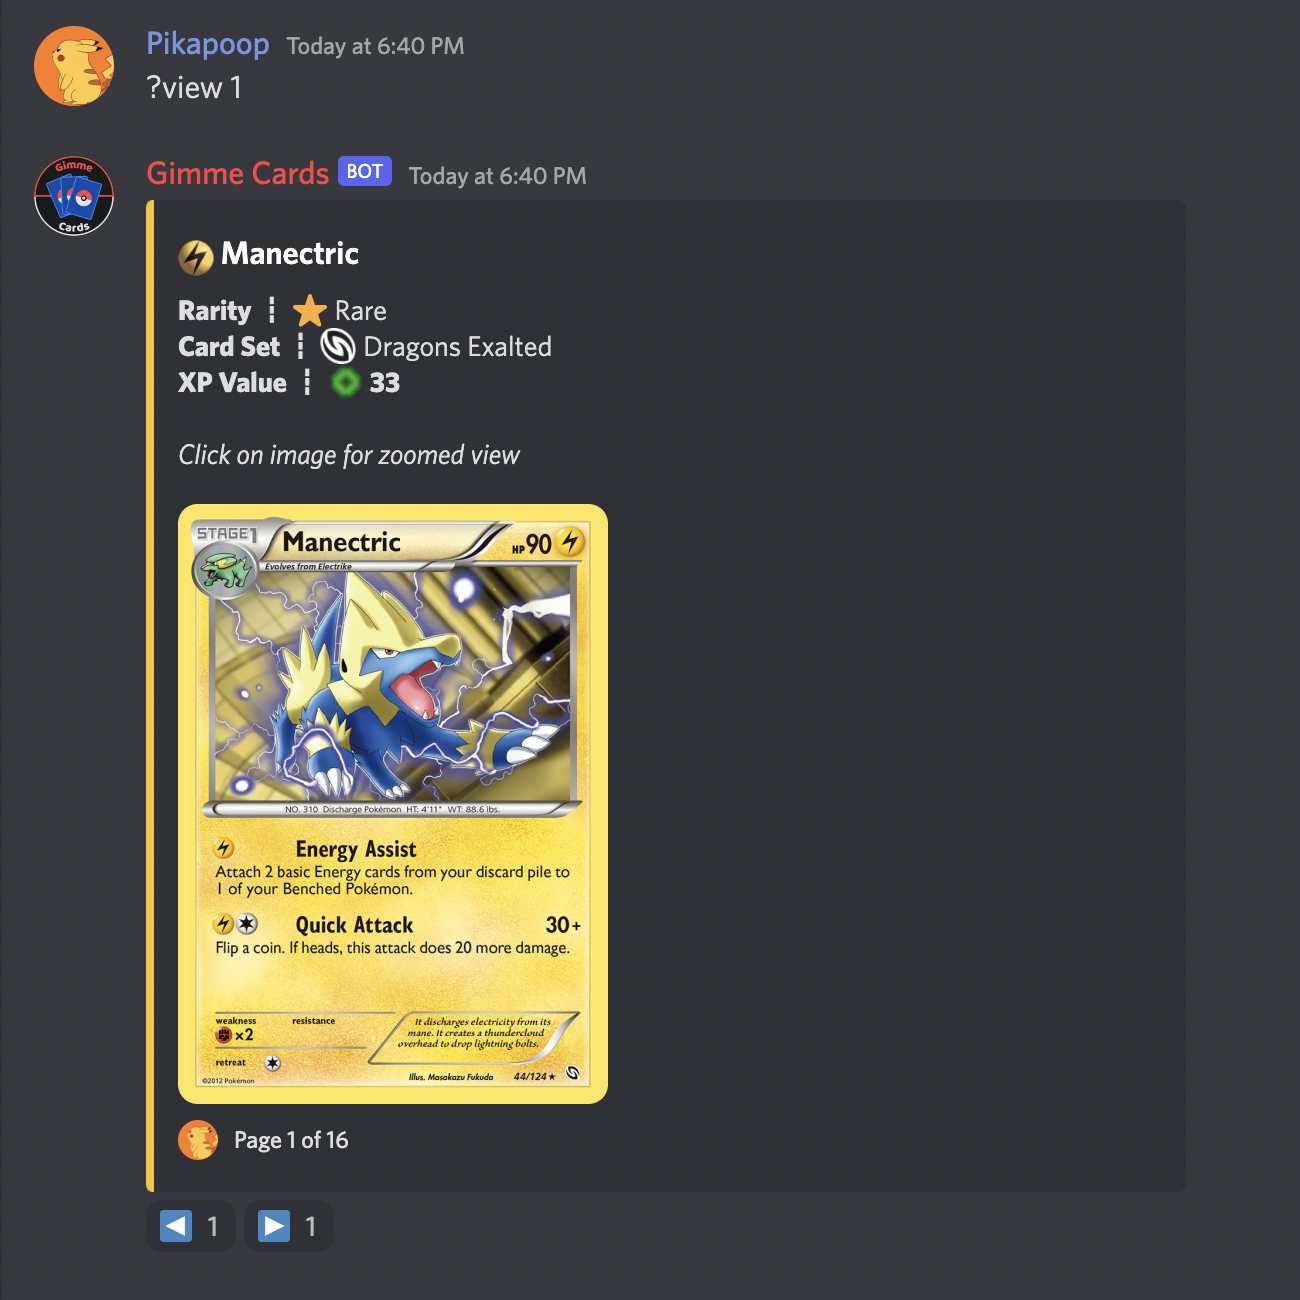 Pikapoop Today at 6:40 PM
?view 1
Gimme
Cards
Gimme Cards BOT Today at 6:40 PM
Manectric
Rarity ┋ Rare
Card Set ┋ Dragons Exalted
XP Value ┋ 33
Click on image for zoomed view
STAGE1 Manectric HP90
Evolves from Electrike
NO. 310 Discharge Pokémon HT: 4'11" WT: 88.6 lbs.
Energy Assist
Attach 2 basic Energy cards from your discard pile to
1 of your Benched Pokémon.
Quick Attack 30+
Flip a coin. If heads, this attack does 20 more damage.
weakness resistance
×2
retreat
It discharges electricity from its
mane. It creates a thundercloud
overhead to drop lightning bolts.
©2012 Pokémon
Illus. Masakazu Fukuda 44/124★
Page 1 of 16
1 1